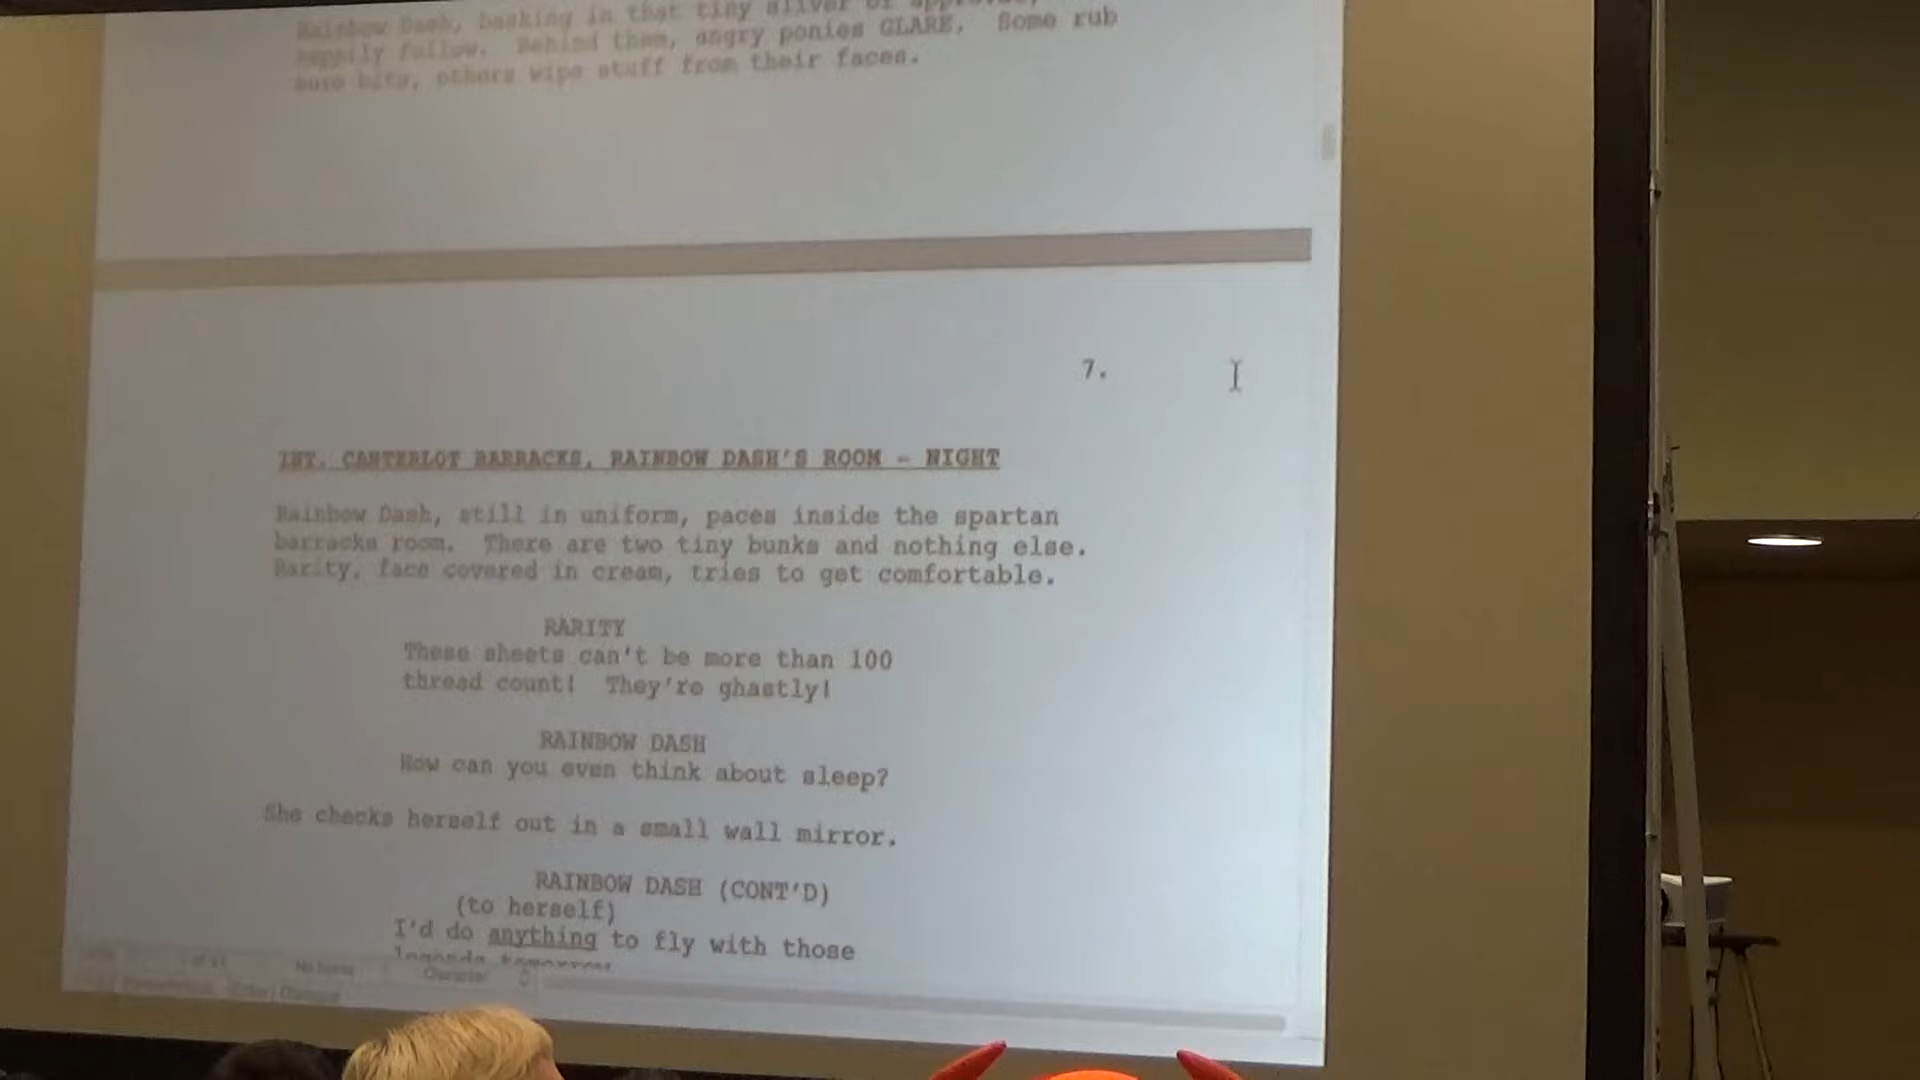 Rainbow Dash, basking in that tiny sliver of
happily follow.  Behind them, angry ponies GLARE.  Some rub
sore bits, others wipe stuff from their faces.
7.
INT. CANTERLOT BARRACKS, RAINBOW DASH'S ROOM - NIGHT
Rainbow Dash, still in uniform, paces inside the spartan
barracks room.  There are two tiny bunks and nothing else.
Rarity, face covered in cream, tries to get comfortable.
RARITY
These sheets can't be more than 100
thread count!  They're ghastly!
RAINBOW DASH
How can you even think about sleep?
She checks herself out in a small wall mirror.
RAINBOW DASH (CONT'D)
(to herself)
I'd do anything to fly with those
legends tomorrow
No Scene Character